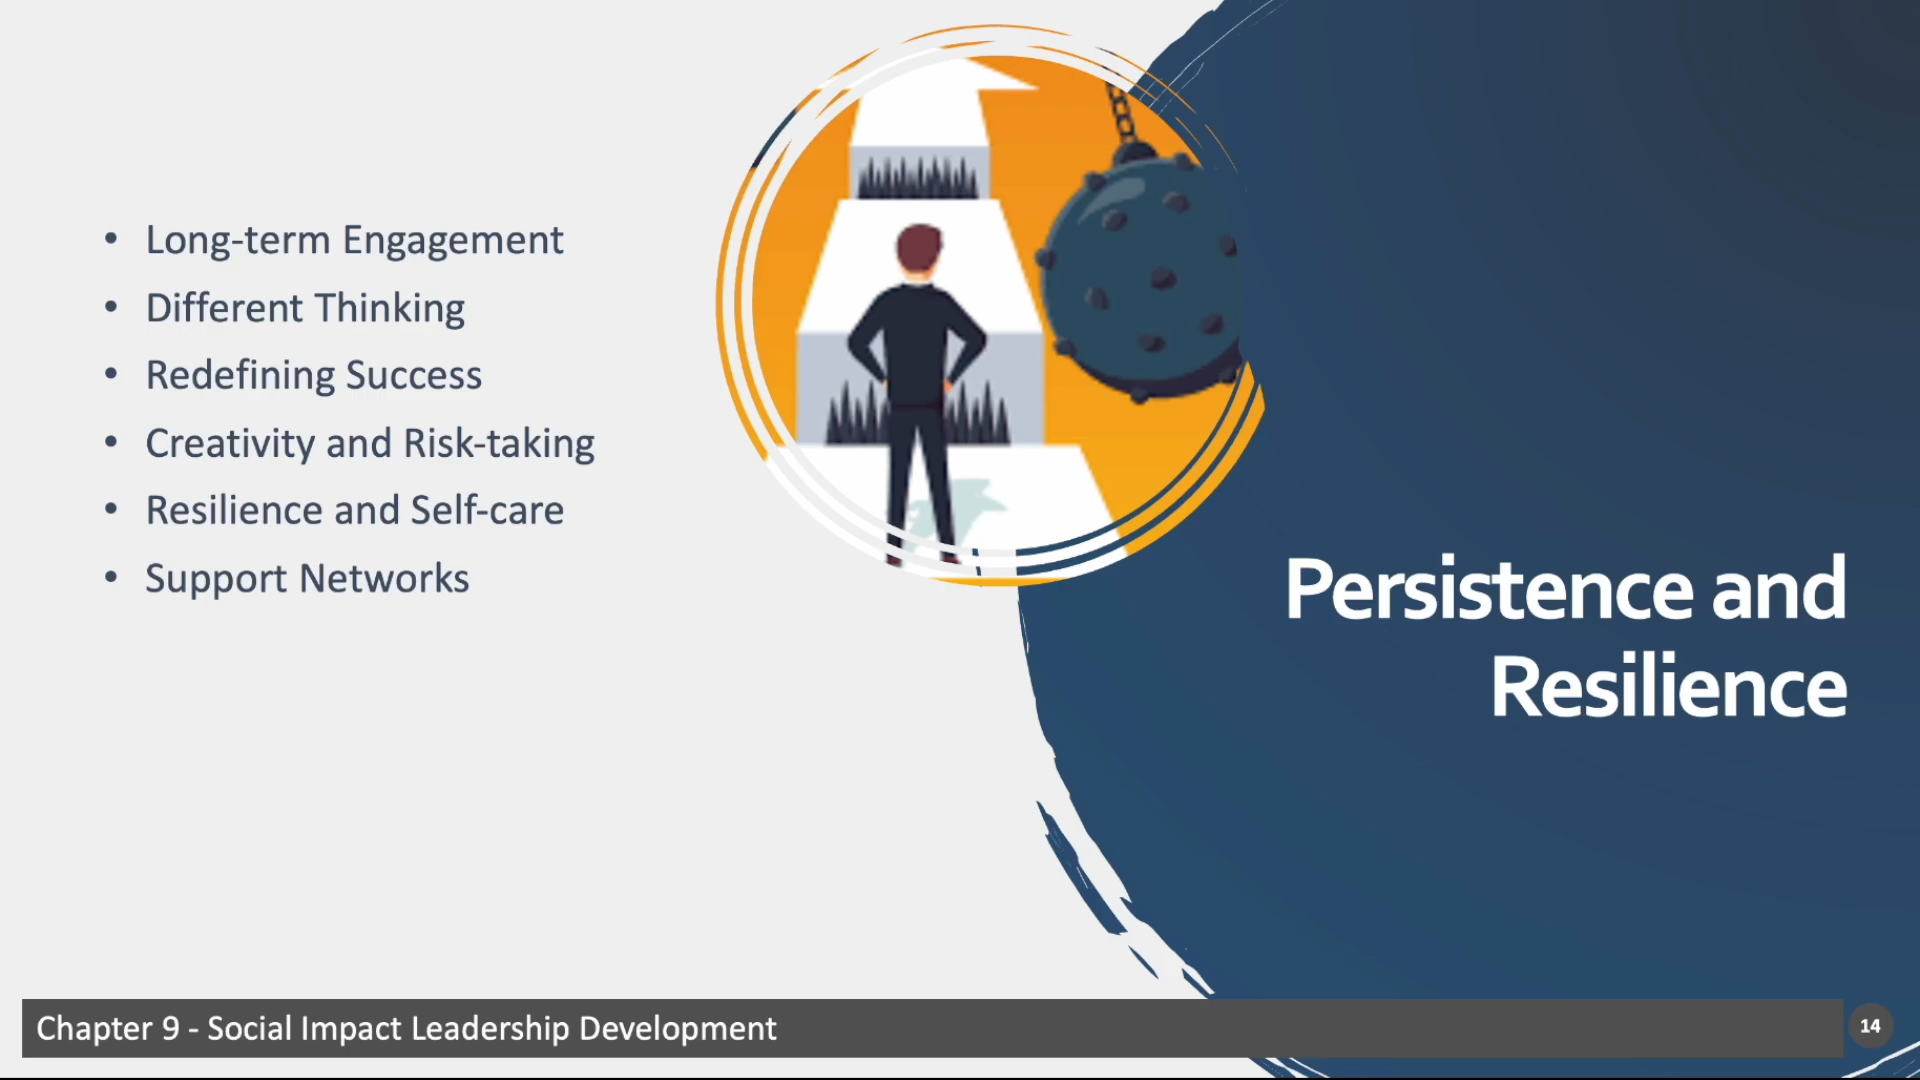 • Long-term Engagement
• Different Thinking
• Redefining Success
• Creativity and Risk-taking
• Resilience and Self-care
• Support Networks
Persistence and
Resilience
Chapter 9 - Social Impact Leadership Development
14